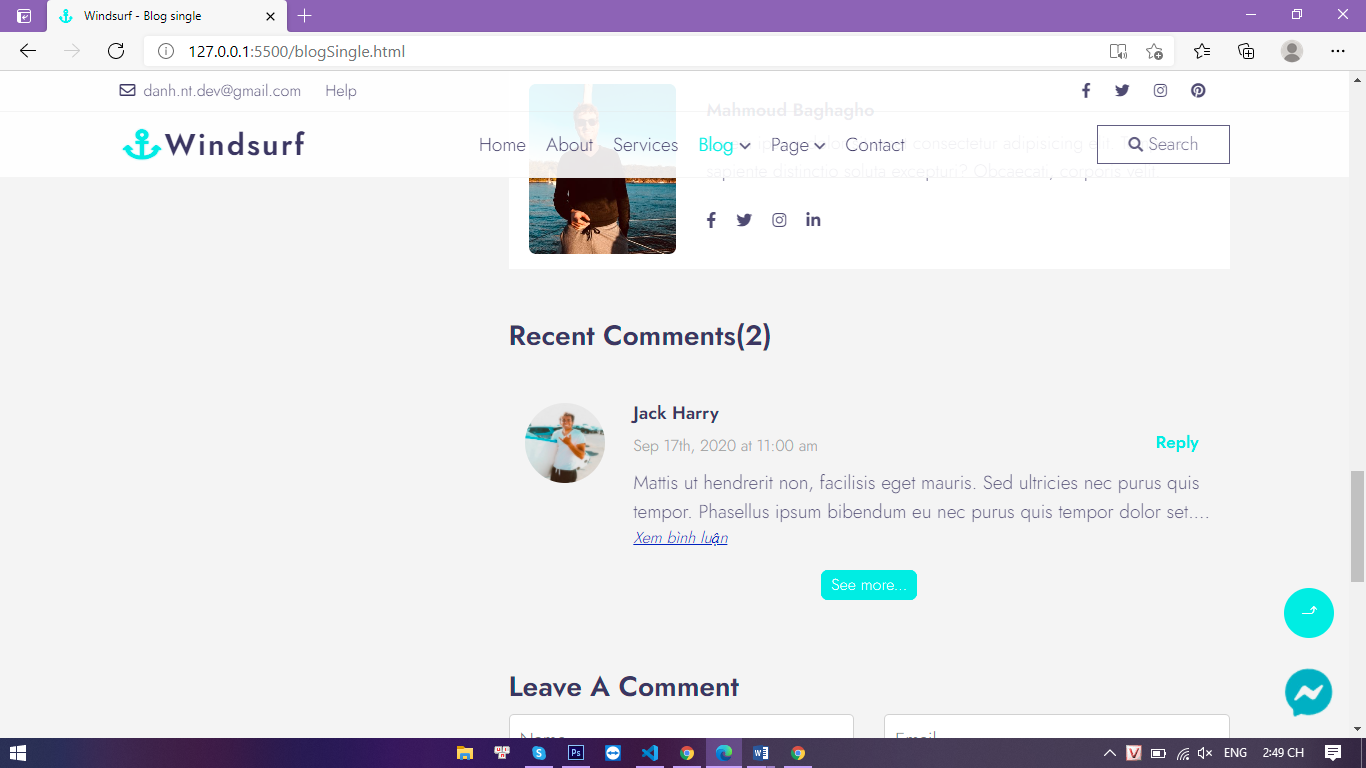 Windsurf - Blog single
127.0.0.1:5500/blogSingle.html
danh.nt.dev@gmail.com Help
Windsurf
Home About Services Blog Page Contact
Search
Mahmoud Baghagho
consectetur adipisicing
sapiente distinctio soluta excepturi? Obcaecati, corporis velit
Recent Comments(2)
Jack Harry
Sep 17th, 2020 at 11:00 am
Reply
Mattis ut hendrerit non, facilisis eget mauris. Sed ultricies nec purus quis
tempor. Phasellus ipsum bibendum eu nec purus quis tempor dolor set....
Xem bình luận
See more...
Leave A Comment
Name
Email
ENG 2:49 CH